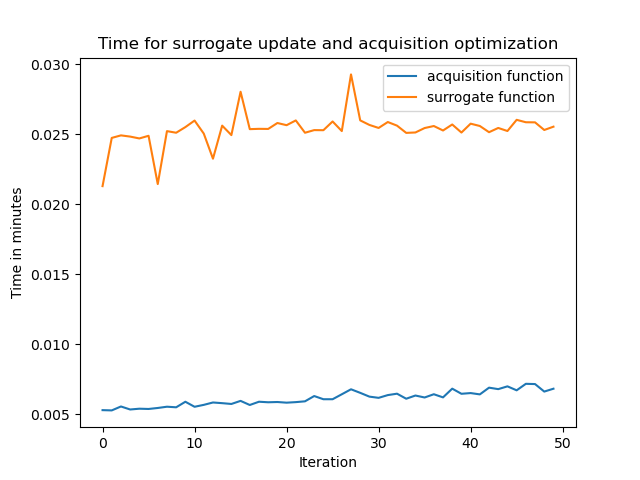 Time for surrogate update and acquisition optimization
acquisition function
surrogate function
0.030
0.025
0.020
0.015
0.010
0.005
Time in minutes
0 10 20 30 40 50
Iteration